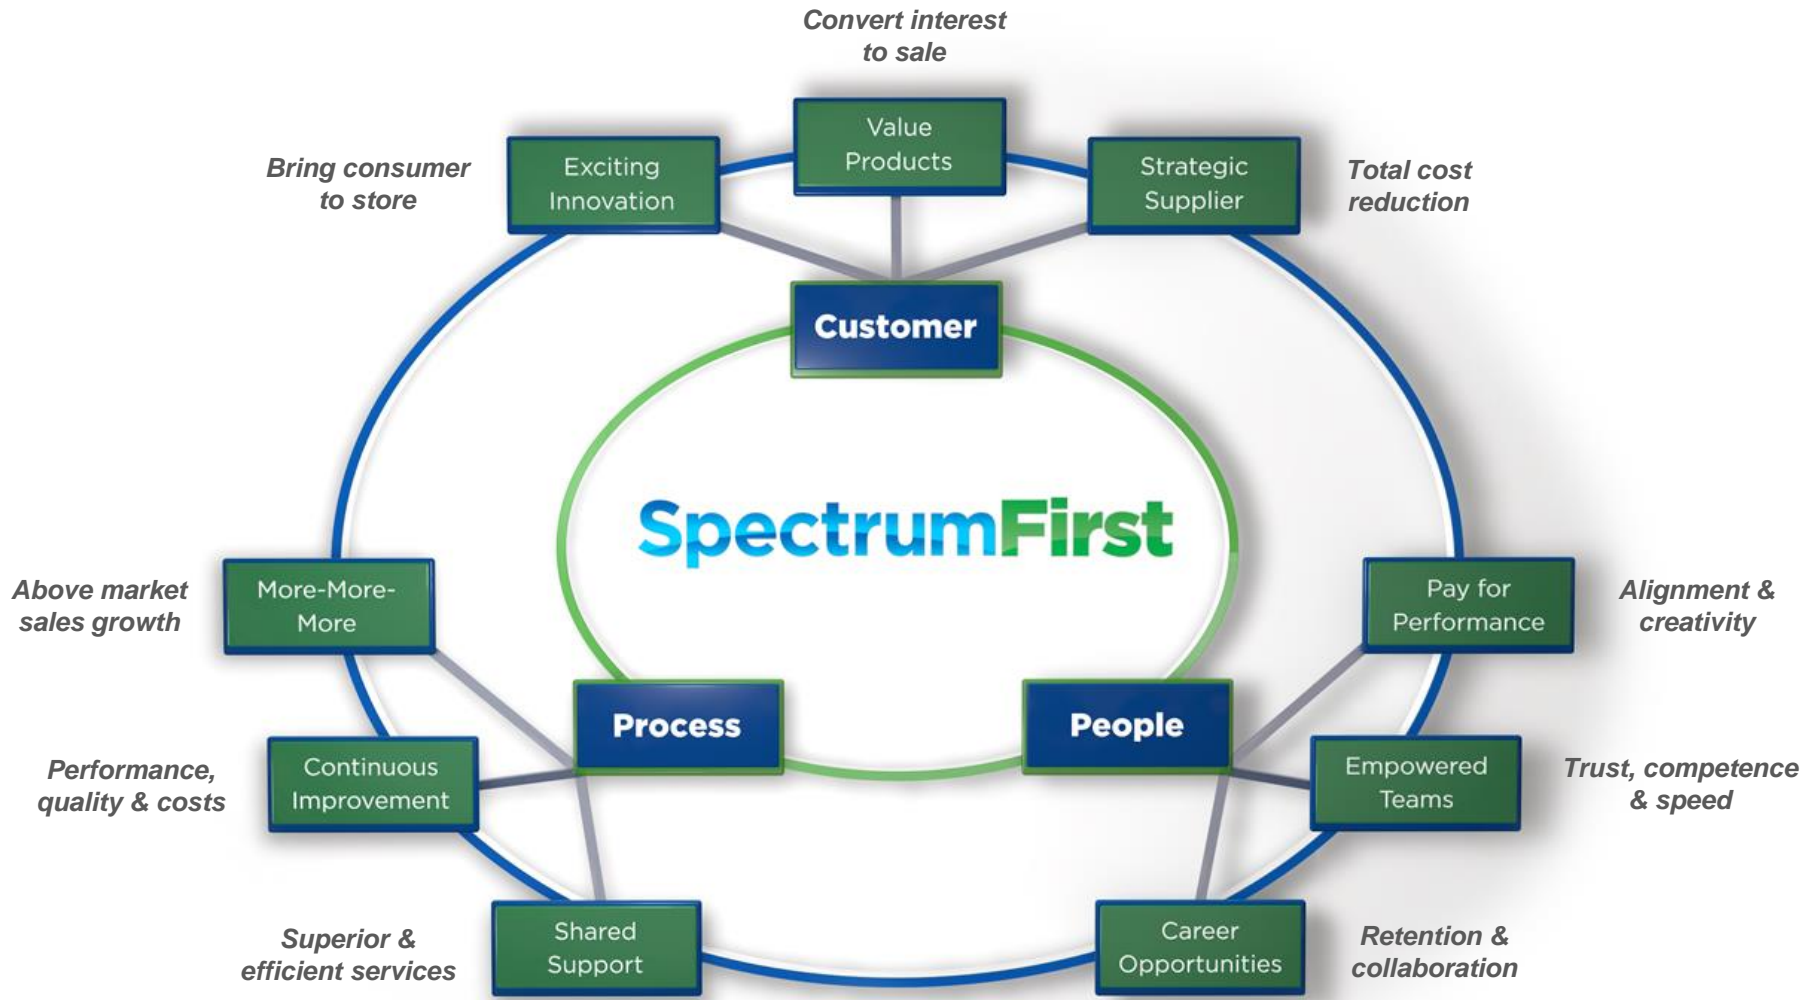 Convert interest
to sale
Value
Products
Bring consumer
to store
Exciting
Innovation
Strategic
Supplier
Total cost
reduction
Customer
SpectrumFirst
Above market
sales growth
More-More-
More
Pay for
Performance
Alignment &
creativity
Process
People
Performance,
quality & costs
Continuous
Improvement
Empowered
Teams
Trust, competence
& speed
Superior &
efficient services
Shared
Support
Career
Opportunities
Retention &
collaboration